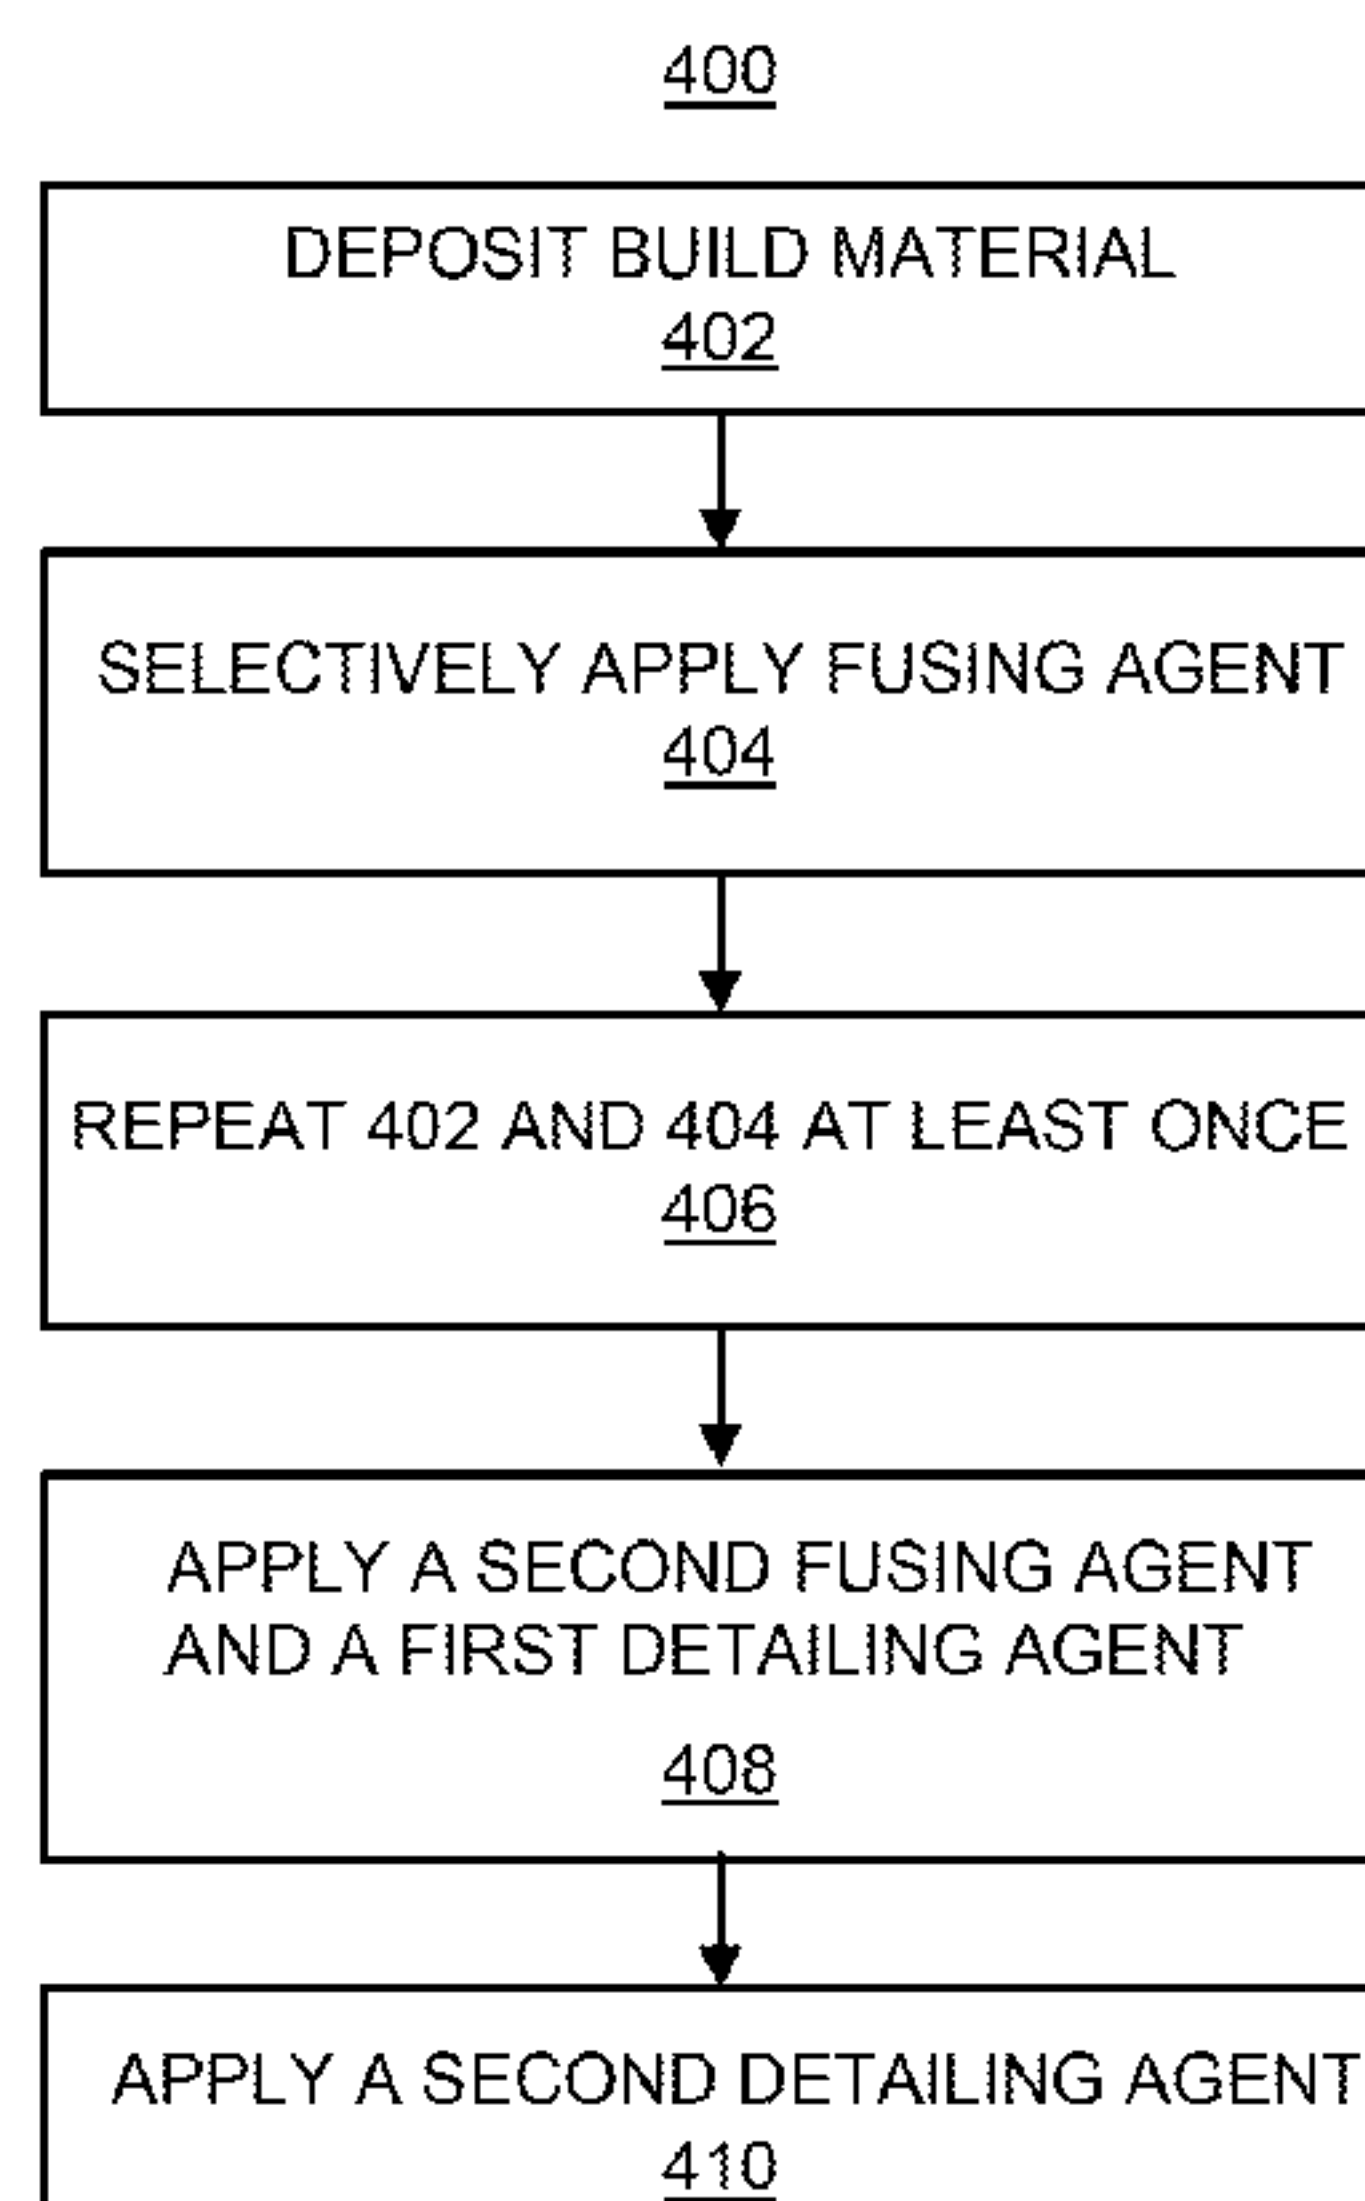 400
DEPOSIT BUILD MATERIAL
402
SELECTIVELY APPLY FUSING AGENT
404
REPEAT 402 AND 404 AT LEAST ONCE
406
APPLY A SECOND FUSING AGENT
AND A FIRST DETAILING AGENT
408
APPLY A SECOND DETAILING AGENT
410